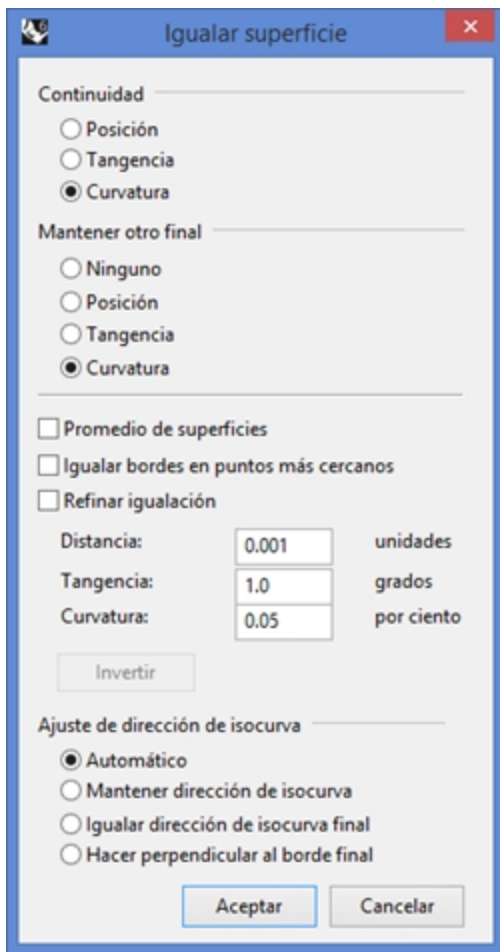 Igualar superficie
Continuidad
Posición
Tangencia
Curvatura
Mantener otro final
Ninguno
Posición
Tangencia
Curvatura
Promedio de superficies
Igualar bordes en puntos más cercanos
Refinar igualación
Distancia: 0.001 unidades
Tangencia: 1.0 grados
Curvatura: 0.05 por ciento
Invertir
Ajuste de dirección de isocurva
Automático
Mantener dirección de isocurva
Igualar dirección de isocurva final
Hacer perpendicular al borde final
Aceptar Cancelar